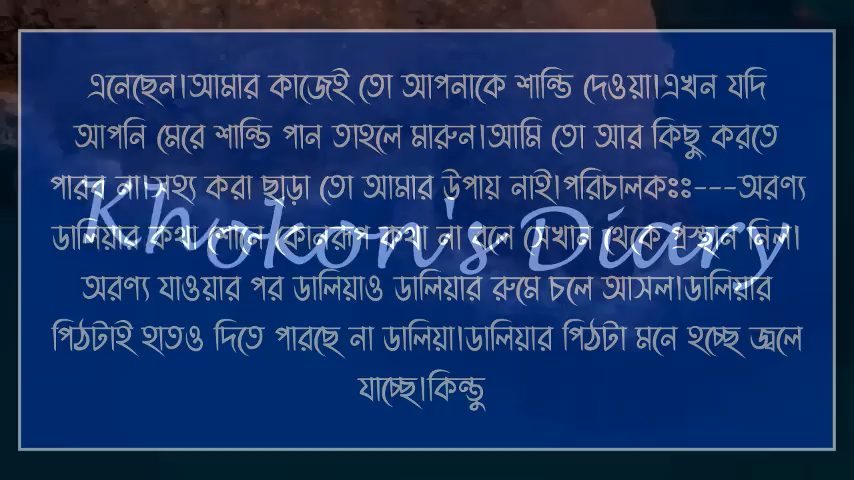 এনেছেন।আমার কাজেই তো আপনাকে শান্তি দেওয়া।এখন যদি
আপনি মেরে শান্তি পান তাহলে মারুন।আমি তো আর কিছু করতে
পারব না।সহ্য করা ছাড়া তো আমার উপায় নাই।পরিচালকঃঃ---অরণ্য
ডালিয়ার কথা শোনে কোনরূপ কথা না বলে সেখান থেকে প্রস্থান নিল।
Khokon's Diary
অরণ্য যাওয়ার পর ডালিয়াও ডালিয়ার রুমে চলে আসল।ডালিয়ার
পিঠটাই হাতও দিতে পারছে না ডালিয়া।ডালিয়ার পিঠটা মনে হচ্ছে জ্বলে
যাচ্ছে।কিন্তু